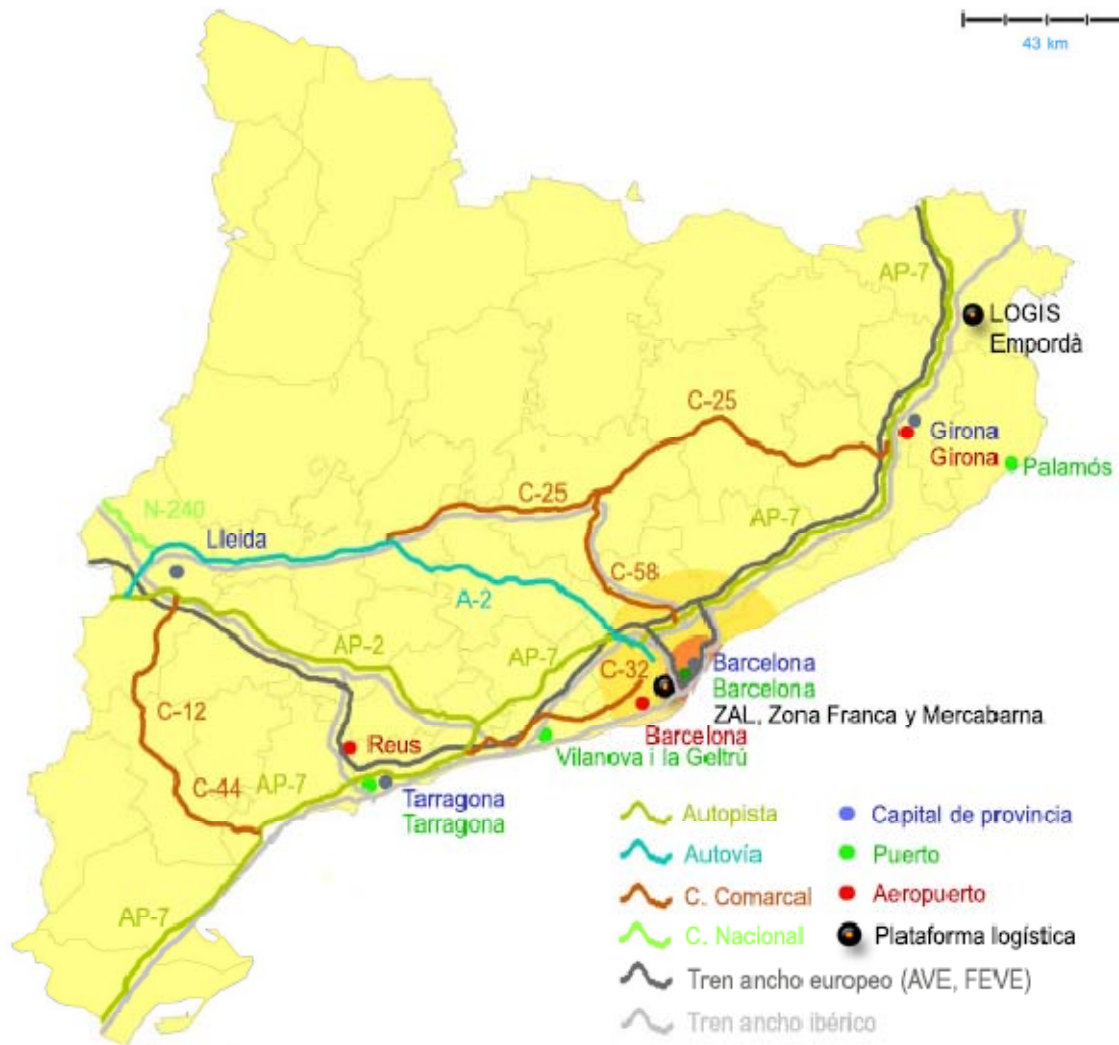 43 km
AP-7
LOGIS
Empordà
C-25
Girona
Girona
Palamós
C-25
AP-7
N-240
Lleida
C-58
A-2
AP-2
AP-7
C-32
Barcelona
Barcelona
ZAL, Zona Franca y Mercabarna
Barcelona
Vilanova i la Geltrú
C-12
Reus
C-44
AP-7
Tarragona
Tarragona
AP-7
Autopista
Autovía
C. Comarcal
C. Nacional
Tren ancho europeo (AVE, FEVE)
Tren ancho ibérico
Capital de provincia
Puerto
Aeropuerto
Plataforma logística